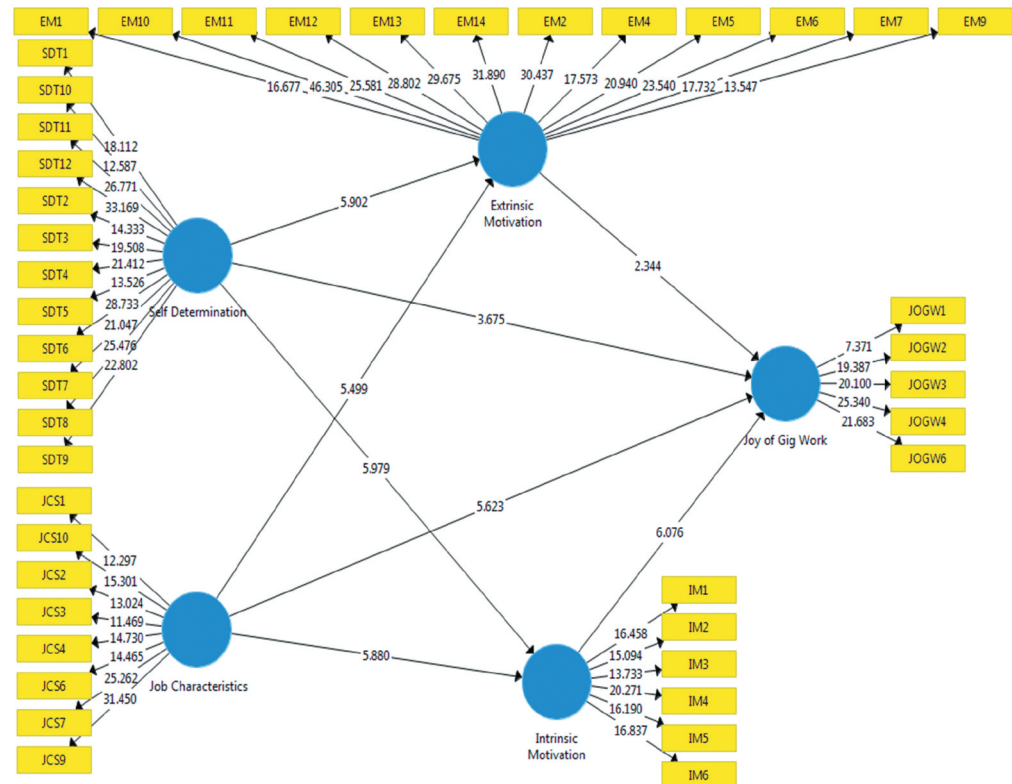 EM1 EM10 EM11 EM12 EM13 EM14 EM2 EM4 EM5 EM6 EM7 EM9
16.677 46.305 25.581 28.802 29.675 31.890 30.437 17.573 20.940 23.540 17.732 13.547
Extrinsic
Motivation
SDT1
SDT10
SDT11
SDT12
SDT2
SDT3
SDT4
SDT5
SDT6
SDT7
SDT8
SDT9
18.112
12.587
26.771
33.169
14.333
19.508
21.412
13.526
28.733
21.047
25.476
22.802
Self Determination
5.902
2.344
3.675
5.499
5.979
5.623
6.076
5.880
JOGW1
JOGW2
JOGW3
JOGW4
JOGW6
7.371
19.387
20.100
25.340
21.683
Joy of Gig Work
JCS1
JCS10
JCS2
JCS3
JCS4
JCS6
JCS7
JCS9
12.297
15.301
13.024
11.469
14.730
14.465
25.262
31.450
Job Characteristics
IM1
IM2
IM3
IM4
IM5
IM6
16.458
15.094
13.733
20.271
16.190
16.837
Intrinsic
Motivation